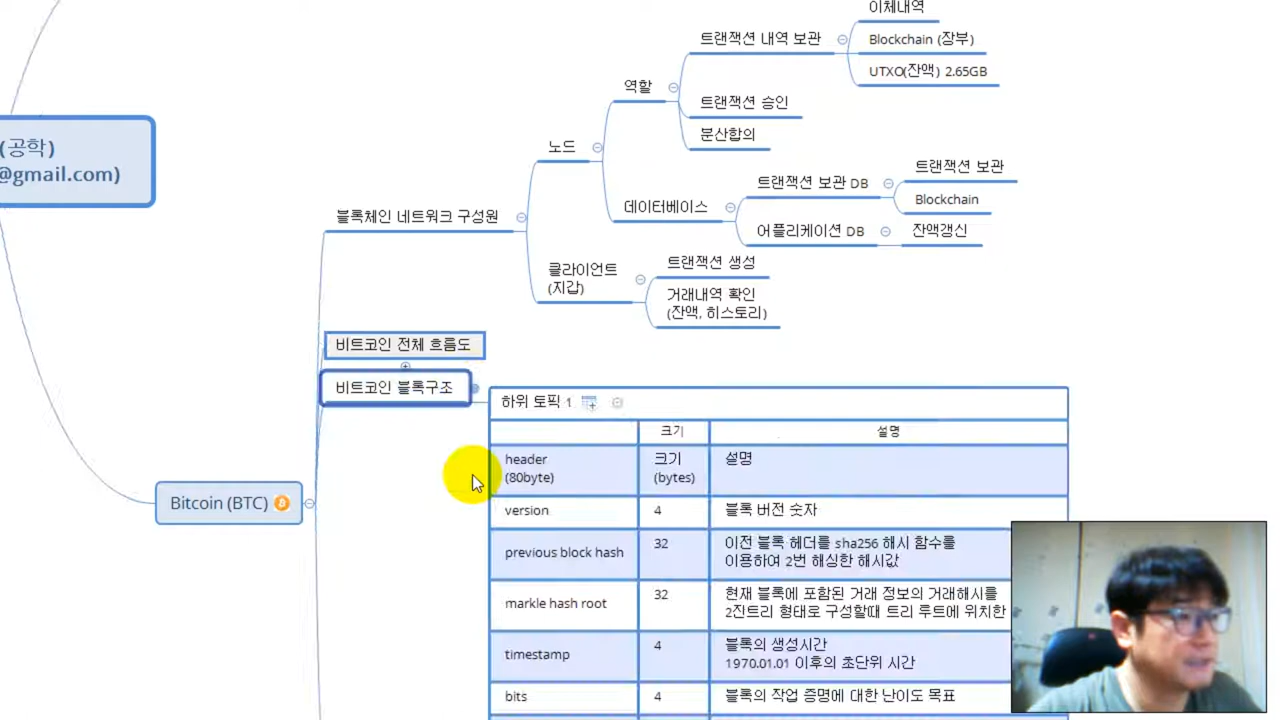 (공학)
@gmail.com)
Bitcoin (BTC)
블록체인 네트워크 구성원
노드
역할
트랜잭션 내역 보관
이체내역
Blockchain (장부)
UTXO(잔액) 2.65GB
트랜잭션 승인
분산합의
데이터베이스
트랜잭션 보관 DB
트랜잭션 보관
Blockchain
어플리케이션 DB
잔액갱신
클라이언트
(지갑)
트랜잭션 생성
거래내역 확인
(잔액, 히스토리)
비트코인 전체 흐름도
비트코인 블록구조
하위 토픽 1
크기 설명
header
(80byte)
크기
(bytes)
설명
version 4 블록 버전 숫자
previous block hash 32 이전 블록 헤더를 sha256 해시 함수를
이용하여 2번 해싱한 해시값
markle hash root 32 현재 블록에 포함된 거래 정보의 거래해시를
2잔트리 형태로 구성할때 트리 루트에 위치한
timestamp 4 블록의 생성시간
1970.01.01 이후의 초단위 시간
bits 4 블록의 작업 증명에 대한 난이도 목표